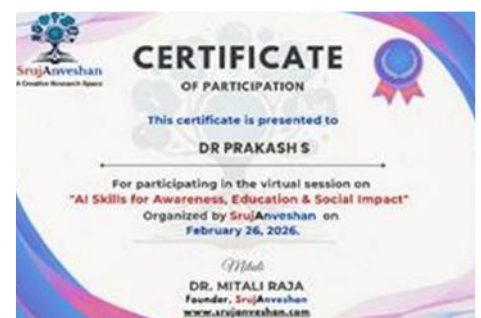 SrujAnveshan
A Creative Research Space
CERTIFICATE
OF PARTICIPATION
This certificate is presented to
DR PRAKASH S
For participating in the virtual session on
"AI Skills for Awareness, Education & Social Impact"
Organized by SrujAnveshan on
February 26, 2026.
Mitali
DR. MITALI RAJA
Founder, SrujAnveshan
www.srujanveshan.com